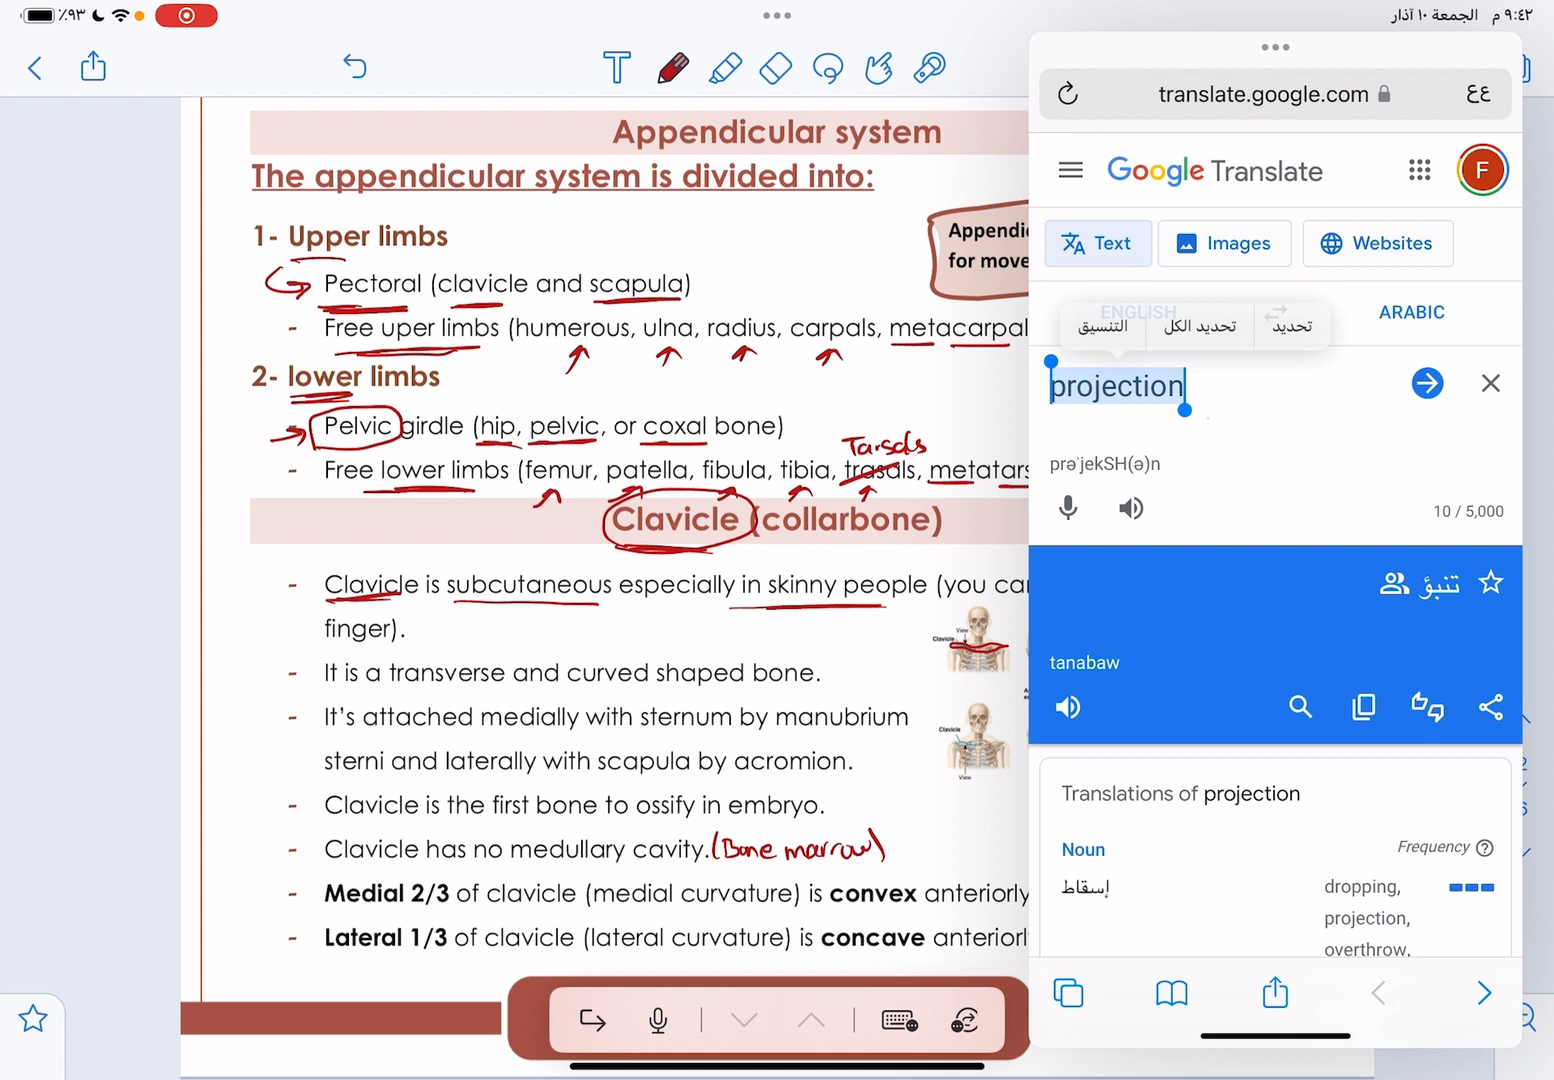 ٪٩٣
٩:٤٢ م الجمعة ١٠ آذار
Appendicular system
The appendicular system is divided into:
1- Upper limbs
Pectoral (clavicle and scapula)
- Free uper limbs (humerous, ulna, radius, carpals, metacarpal
2- lower limbs
- Pelvic girdle (hip, pelvic, or coxal bone)
Tarsals
- Free lower limbs (femur, patella, fibula, tibia, trasals, metatars
Appendi
for move
Clavicle (collarbone)
- Clavicle is subcutaneous especially in skinny people (you car
finger).
- It is a transverse and curved shaped bone.
- It’s attached medially with sternum by manubrium
sterni and laterally with scapula by acromion.
- Clavicle is the first bone to ossify in embryo.
- Clavicle has no medullary cavity. (Bone marrow)
- Medial 2/3 of clavicle (medial curvature) is convex anteriorly
- Lateral 1/3 of clavicle (lateral curvature) is concave anteriorl
View
Clavicle
Clavicle
View
translate.google.com
عع
Google Translate
F
Text
Images
Websites
ENGLISH
ARABIC
التنسيق
تحديد الكل
تحديد
projection
prəˈjekSH(ə)n
10 / 5,000
تنبؤ
tanabaw
Translations of projection
Noun
Frequency
إسقاط
dropping,
projection,
overthrow,